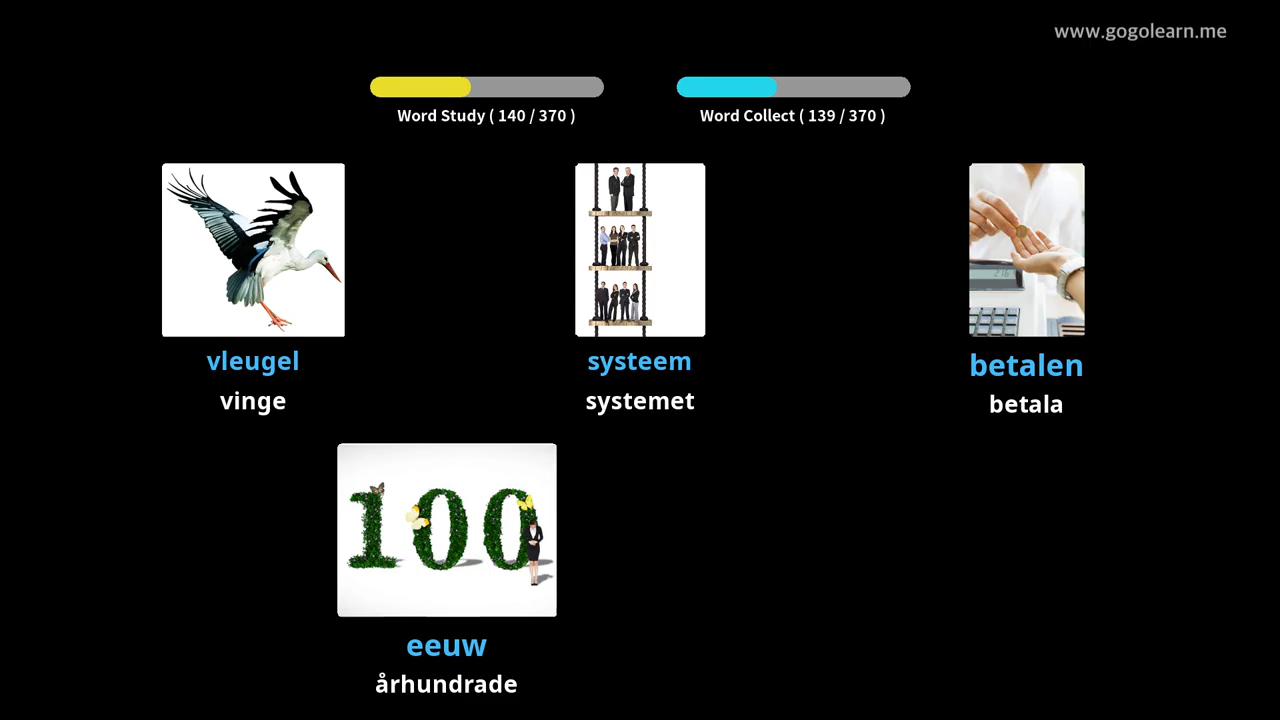 www.gogolearn.me
Word Study ( 140 / 370 )
Word Collect ( 139 / 370 )
vleugel
vinge
systeem
systemet
betalen
betala
100
eeuw
århundrade